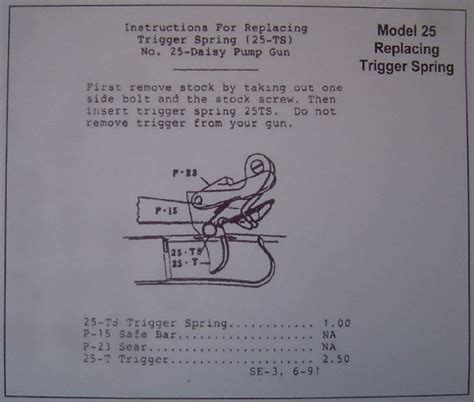 Instructions For Replacing
Trigger Spring (25-TS)
No. 25-Daisy Pump Gun
Model 25
Replacing
Trigger Spring
First remove stock by taking out one
side bolt and the stock screw. Then
insert trigger spring 25TS. Do not
remove trigger from your gun.
P-23
P-15
25-TS
25-T
25-TS Trigger Spring............ 1.00
P-15 Safe Bar.................. NA
P-23 Sear...................... NA
25-T Trigger................... 2.50
SE-3, 6-91